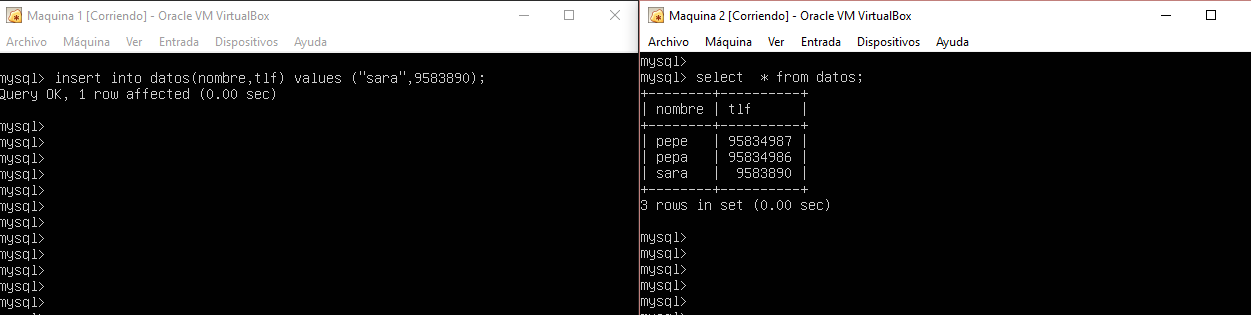 Maquina 1 [Corriendo] - Oracle VM VirtualBox
Archivo Máquina Ver Entrada Dispositivos Ayuda
mysql> insert into datos(nombre,tlf) values ("sara",9583890);
Query OK, 1 row affected (0.00 sec)
mysql>
mysql>
mysql>
mysql>
mysql>
mysql>
mysql>
mysql>
mysql>
mysql>
mysql>
mysql>
mysql>
Maquina 2 [Corriendo] - Oracle VM VirtualBox
Archivo Máquina Ver Entrada Dispositivos Ayuda
mysql>
mysql> select  * from datos;
+--------+----------+
| nombre | tlf      |
+--------+----------+
| pepe   | 95834987 |
| pepa   | 95834986 |
| sara   |  9583890 |
+--------+----------+
3 rows in set (0.00 sec)
mysql>
mysql>
mysql>
mysql>
mysql>
mysql>